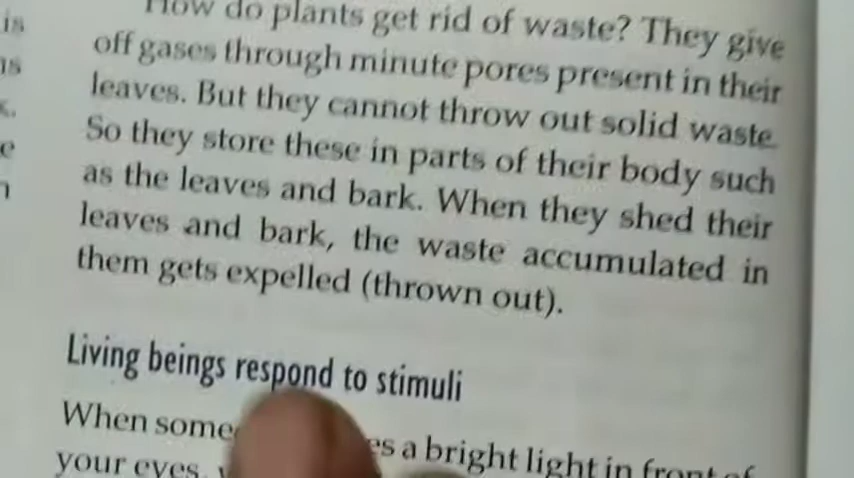 is
How do plants get rid of waste? They give
off gases through minute pores present in their
leaves. But they cannot throw out solid waste.
So they store these in parts of their body such
as the leaves and bark. When they shed their
leaves and bark, the waste accumulated in
them gets expelled (thrown out).
Living beings respond to stimuli
When a bright light in front of
your eyes,